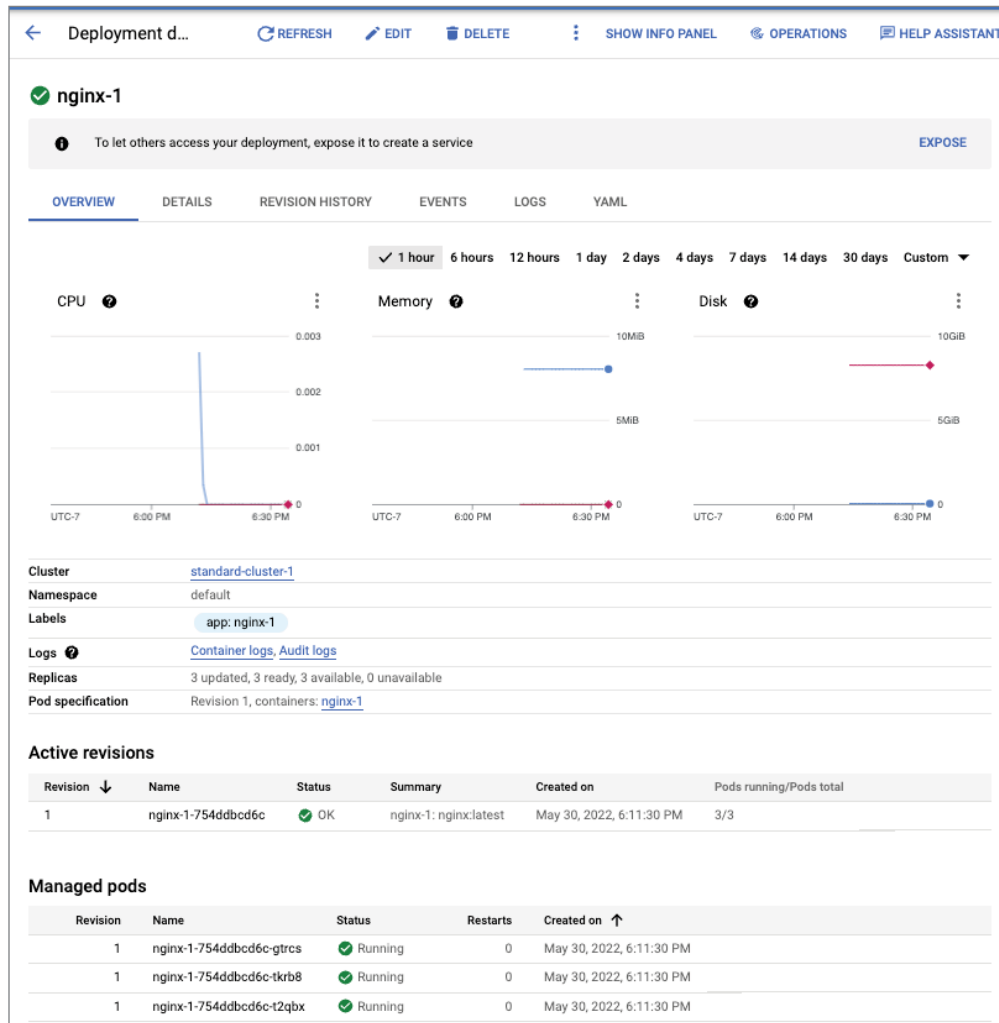 Deployment d... REFRESH EDIT DELETE SHOW INFO PANEL OPERATIONS HELP ASSISTANT
nginx-1
To let others access your deployment, expose it to create a service EXPOSE
OVERVIEW DETAILS REVISION HISTORY EVENTS LOGS YAML
1 hour 6 hours 12 hours 1 day 2 days 4 days 7 days 14 days 30 days Custom
CPU Memory Disk
0.003 10MiB 10GiB
0.002
5MiB 5GiB
0.001
0 0 0
UTC-7 6:00 PM 6:30 PM UTC-7 6:00 PM 6:30 PM UTC-7 6:00 PM 6:30 PM
Cluster standard-cluster-1
Namespace default
Labels app: nginx-1
Logs Container logs, Audit logs
Replicas 3 updated, 3 ready, 3 available, 0 unavailable
Pod specification Revision 1, containers: nginx-1
Active revisions
Revision Name Status Summary Created on Pods running/Pods total
1 nginx-1-754ddbcd6c OK nginx-1: nginx:latest May 30, 2022, 6:11:30 PM 3/3
Managed pods
Revision Name Status Restarts Created on
1 nginx-1-754ddbcd6c-gtrcs Running 0 May 30, 2022, 6:11:30 PM
1 nginx-1-754ddbcd6c-tkrb8 Running 0 May 30, 2022, 6:11:30 PM
1 nginx-1-754ddbcd6c-t2qbx Running 0 May 30, 2022, 6:11:30 PM